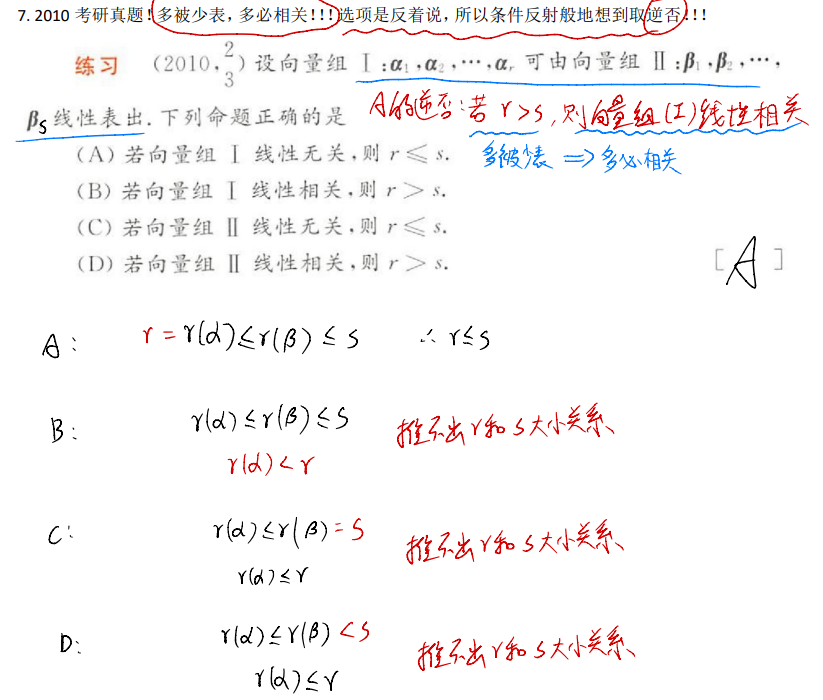 7. 2010 考研真题！多被少表，多必相关！！！选项是反着说，所以条件反射般地想到取逆否！！！
练习 (2010, 2/3) 设向量组 Ⅰ:α₁,α₂,⋯,αᵣ 可由向量组 Ⅱ:β₁,β₂,⋯,
βs 线性表出.下列命题正确的是 A的逆否:若 r>s,则向量组(I)线性相关
(A) 若向量组 Ⅰ 线性无关,则 r⩽s. 多被少表 ⇒ 多必相关
(B) 若向量组 Ⅰ 线性相关,则 r>s.
(C) 若向量组 Ⅱ 线性无关,则 r⩽s.
(D) 若向量组 Ⅱ 线性相关,则 r>s. [A]
A: r=r(α)≤r(β)≤s ∴ r≤s
B: r(α)≤r(β)≤s 推不出r和s大小关系
r(α)<r
C: r(α)≤r(β)=s 推不出r和s大小关系
r(α)≤r
D: r(α)≤r(β)<s 推不出r和s大小关系
r(α)≤r